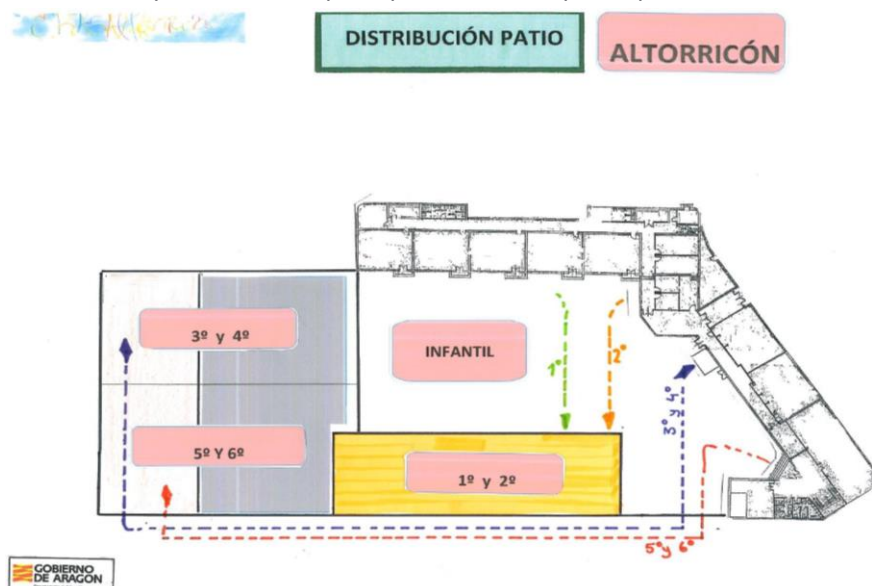 DISTRIBUCIÓN PATIO
ALTORRICÓN
3º y 4º
INFANTIL
1º
2º
3º y 4º
5º Y 6º
1º y 2º
5º y 6º
GOBIERNO
DE ARAGON